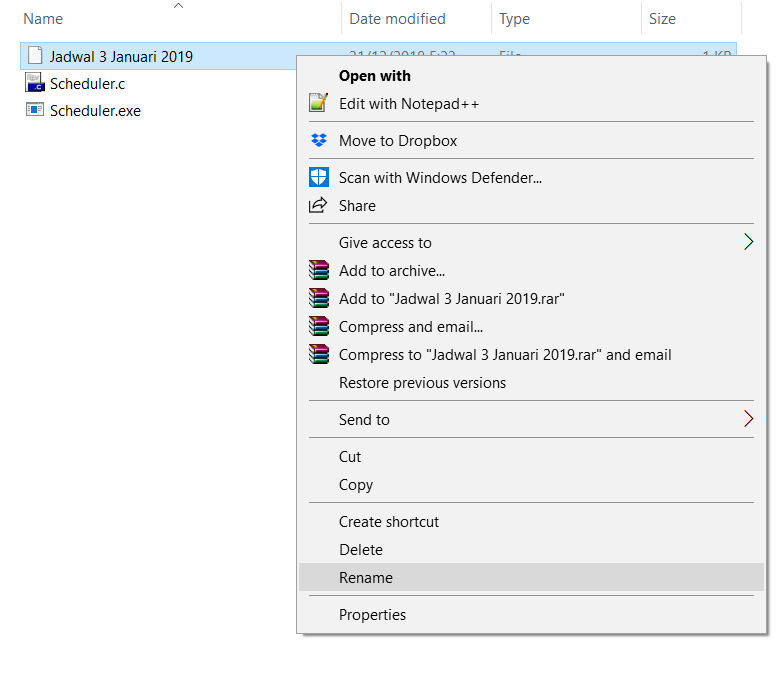 Name Date modified Type Size
Jadwal 3 Januari 2019
Scheduler.c
Scheduler.exe
Open with
Edit with Notepad++
Move to Dropbox
Scan with Windows Defender...
Share
Give access to
Add to archive...
Add to "Jadwal 3 Januari 2019.rar"
Compress and email...
Compress to "Jadwal 3 Januari 2019.rar" and email
Restore previous versions
Send to
Cut
Copy
Create shortcut
Delete
Rename
Properties